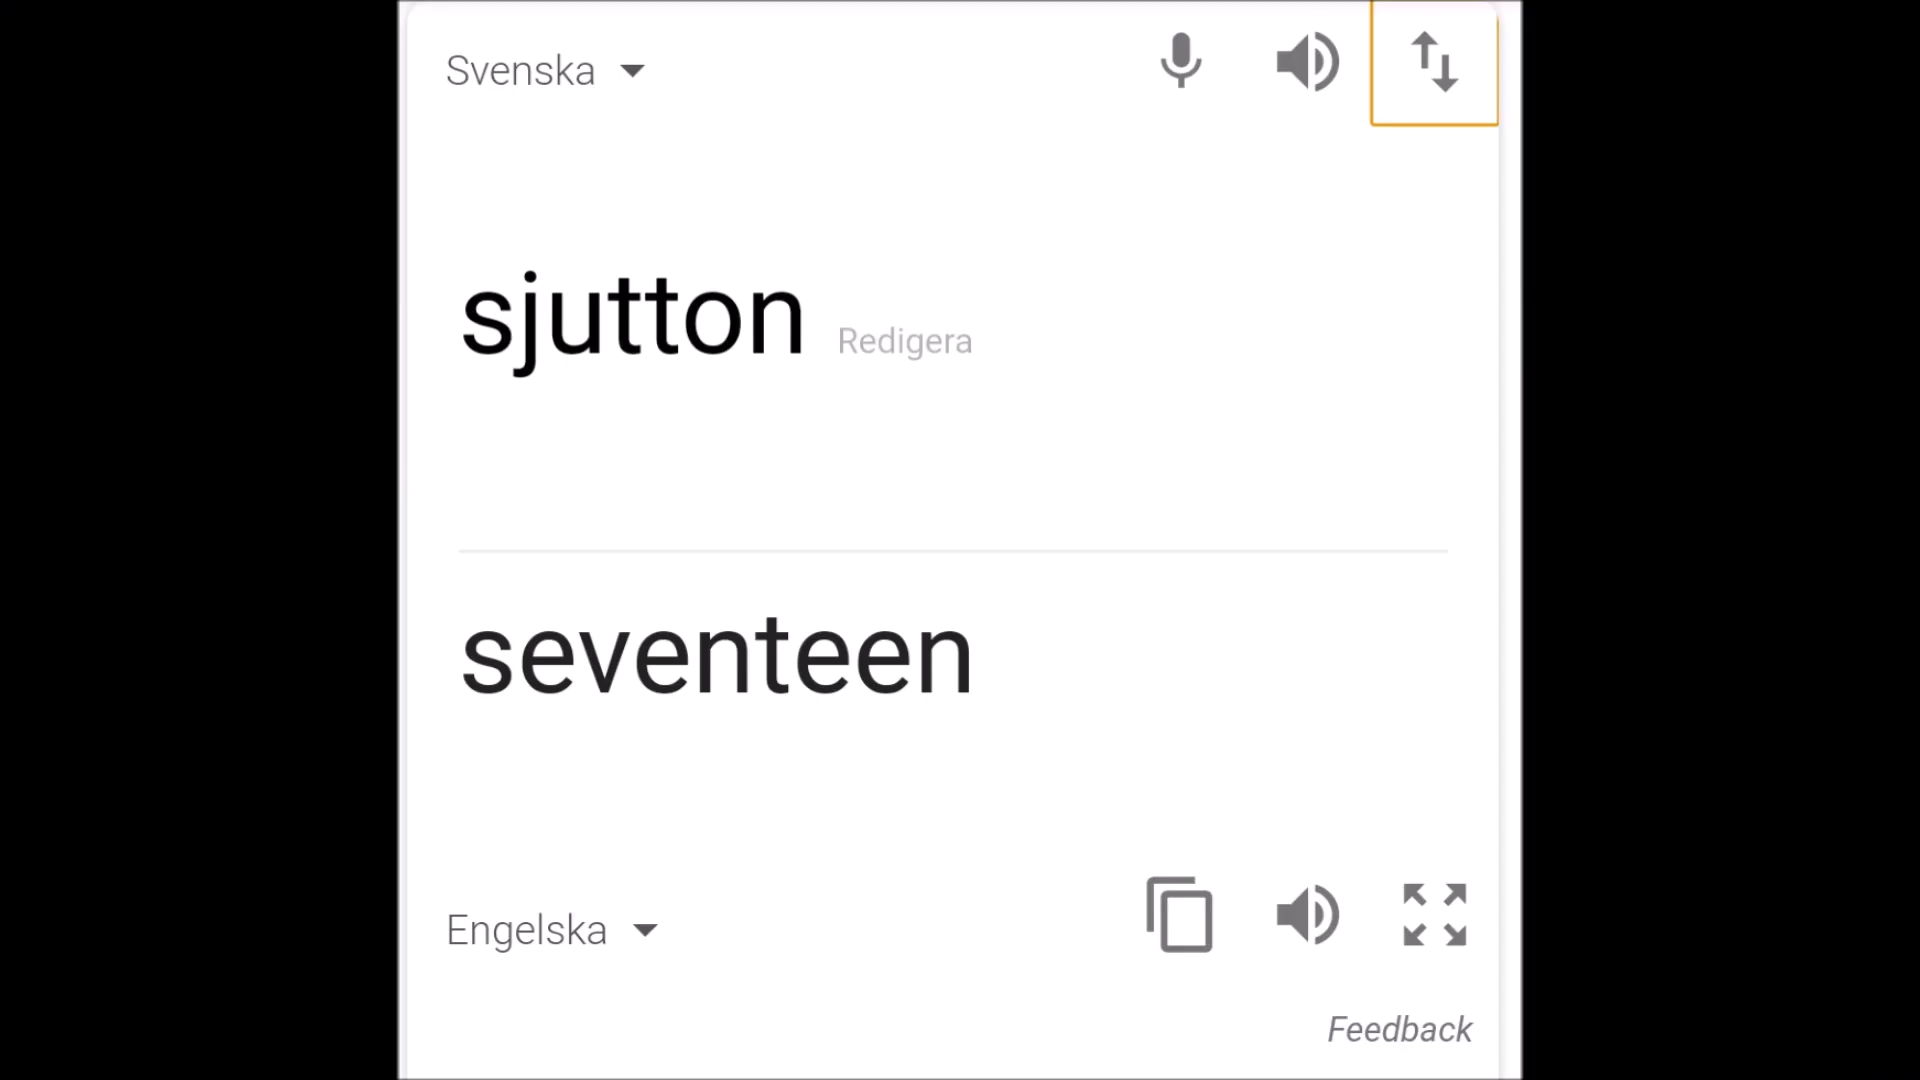 Svenska
sjutton Redigera
seventeen
Engelska
Feedback